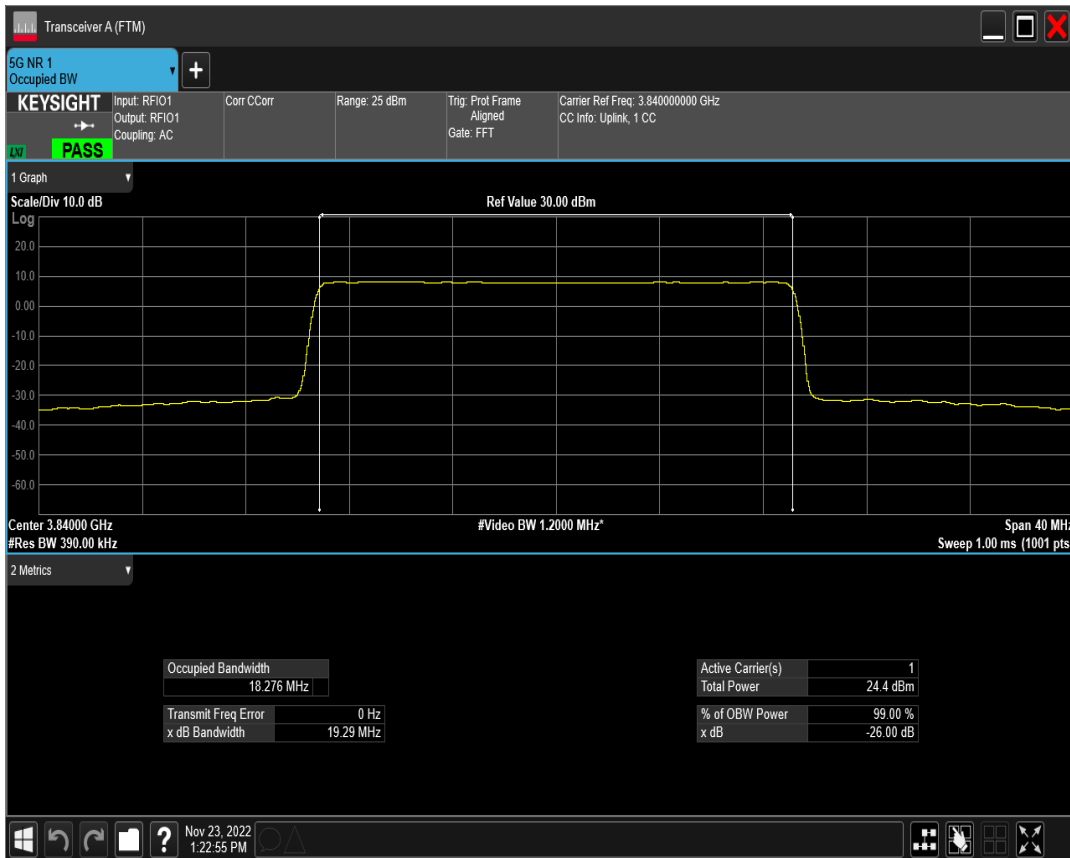 Transceiver A (FTM)
5G NR 1
Occupied BW
+
KEYSIGHT
LXI
PASS
Input: RFIO1
Output: RFIO1
Coupling: AC
Corr CCorr
Range: 25 dBm
Trig: Prot Frame
Aligned
Gate: FFT
Carrier Ref Freq: 3.840000000 GHz
CC Info: Uplink, 1 CC
1 Graph
Scale/Div 10.0 dB
Ref Value 30.00 dBm
Log
20.0
10.0
0.00
-10.0
-20.0
-30.0
-40.0
-50.0
-60.0
Center 3.84000 GHz
#Video BW 1.2000 MHz*
Span 40 MHz
#Res BW 390.00 kHz
Sweep 1.00 ms (1001 pts
2 Metrics
Occupied Bandwidth
18.276 MHz
Transmit Freq Error 0 Hz
x dB Bandwidth 19.29 MHz
Active Carrier(s) 1
Total Power 24.4 dBm
% of OBW Power 99.00 %
x dB -26.00 dB
?
Nov 23, 2022
1:22:55 PM